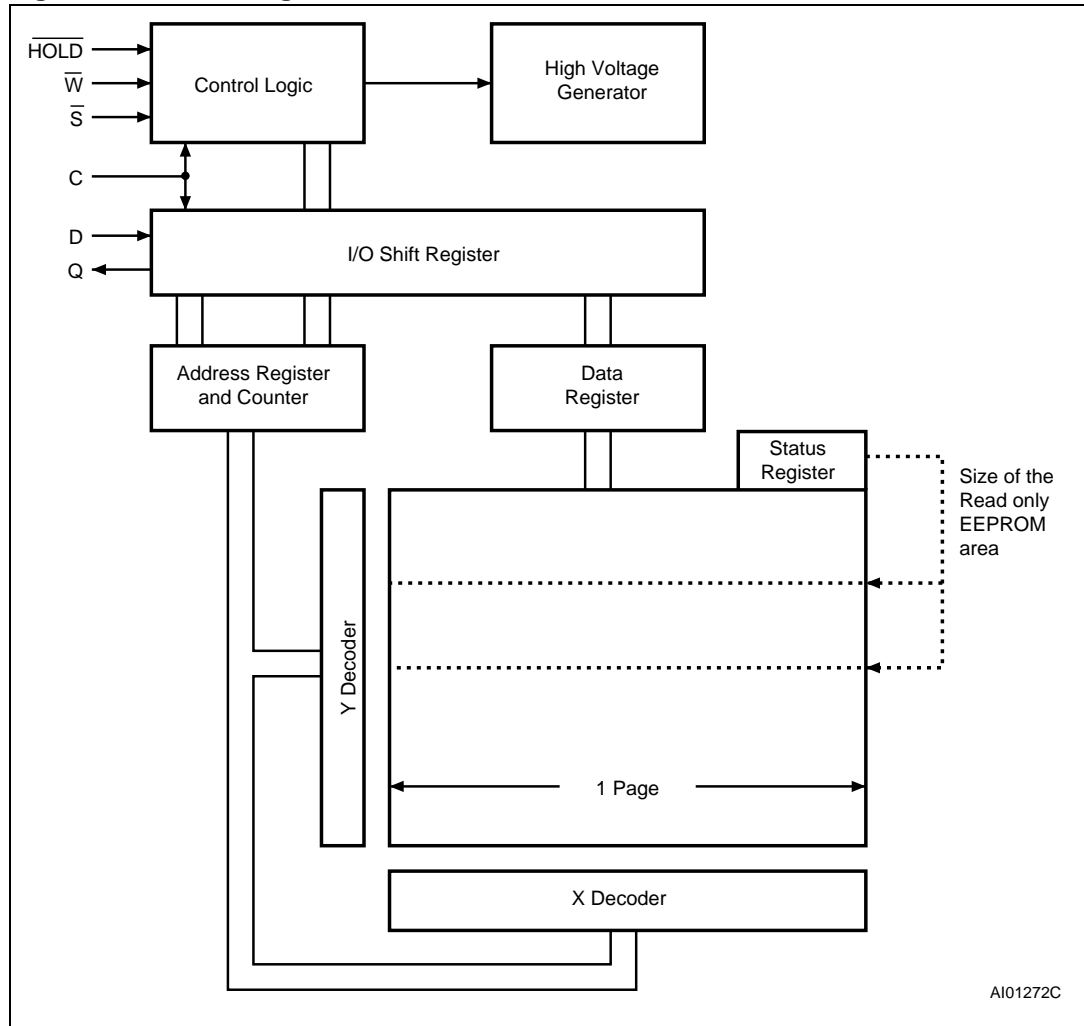 HOLD
W
S
C
D
Q
Control Logic
High Voltage
Generator
I/O Shift Register
Address Register
and Counter
Data
Register
Status
Register
Size of the
Read only
EEPROM
area
Y Decoder
1 Page
X Decoder
AI01272C